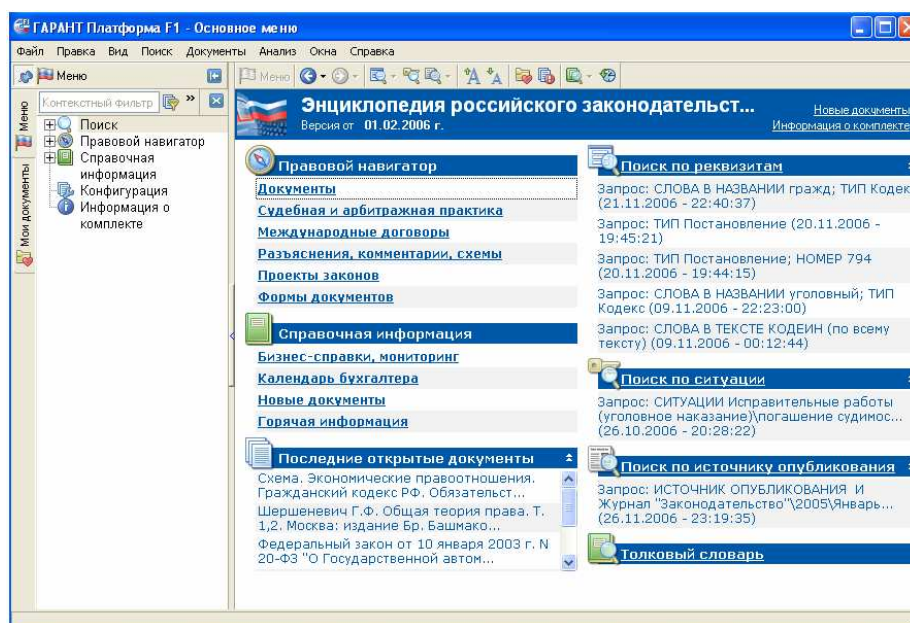 ГАРАНТ Платформа F1 - Основное меню
Файл Правка Вид Поиск Документы Анализ Окна Справка
Меню
Меню
Контекстный фильтр
»
Меню
Мои документы
Поиск
Правовой навигатор
Справочная
информация
Конфигурация
Информация о
комплекте
Энциклопедия российского законодательст...
Версия от 01.02.2006 г.
Новые документы
Информация о комплекте
Правовой навигатор
Документы
Судебная и арбитражная практика
Международные договоры
Разъяснения, комментарии, схемы
Проекты законов
Формы документов
Справочная информация
Бизнес-справки, мониторинг
Календарь бухгалтера
Новые документы
Горячая информация
Последние открытые документы
Схема. Экономические правоотношения.
Гражданский кодекс РФ. Обязательст...
Шершеневич Г.Ф. Общая теория права. Т.
1,2. Москва: издание Бр. Башмако...
Федеральный закон от 10 января 2003 г. N
20-ФЗ "О Государственной автом...
Поиск по реквизитам
Запрос: СЛОВА В НАЗВАНИИ гражд; ТИП Кодек
(21.11.2006 - 22:40:37)
Запрос: ТИП Постановление (20.11.2006 -
19:45:21)
Запрос: ТИП Постановление; НОМЕР 794
(20.11.2006 - 19:44:15)
Запрос: СЛОВА В НАЗВАНИИ уголовный; ТИП
Кодекс (09.11.2006 - 22:23:00)
Запрос: СЛОВА В ТЕКСТЕ КОДЕИН (по всему
тексту) (09.11.2006 - 00:12:44)
Поиск по ситуации
Запрос: СИТУАЦИИ Исправительные работы
(уголовное наказание)\погашение судимос...
(26.10.2006 - 20:28:22)
Поиск по источнику опубликования
Запрос: ИСТОЧНИК ОПУБЛИКОВАНИЯ И
Журнал "Законодательство"\2005\Январь...
(26.11.2006 - 23:19:35)
Толковый словарь